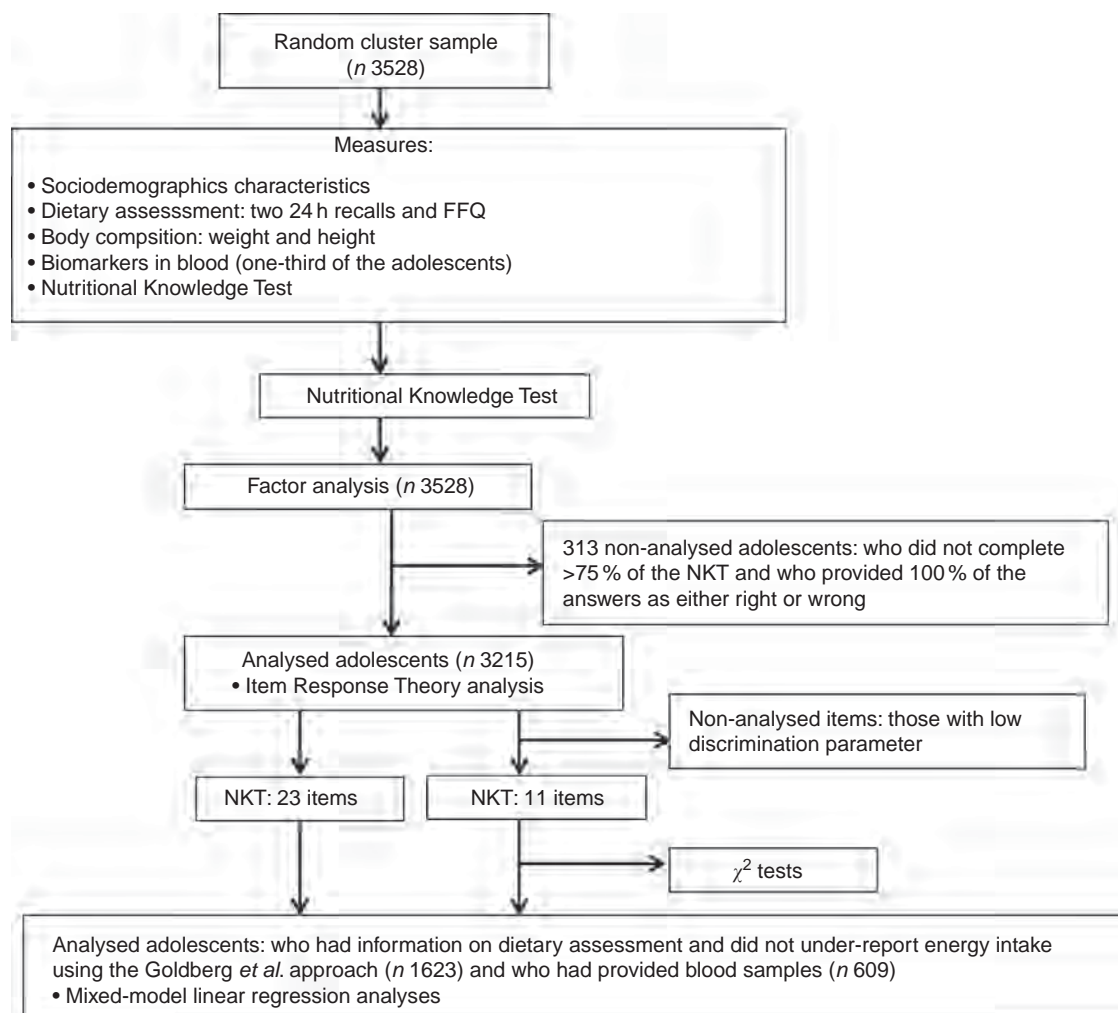 Random cluster sample
(n 3528)
Measures:
• Sociodemographics characteristics
• Dietary assesssment: two 24 h recalls and FFQ
• Body compsition: weight and height
• Biomarkers in blood (one-third of the adolescents)
• Nutritional Knowledge Test
Nutritional Knowledge Test
Factor analysis (n 3528)
313 non-analysed adolescents: who did not complete
>75 % of the NKT and who provided 100 % of the
answers as either right or wrong
Analysed adolescents (n 3215)
• Item Response Theory analysis
Non-analysed items: those with low
discrimination parameter
NKT: 23 items
NKT: 11 items
χ² tests
Analysed adolescents: who had information on dietary assessment and did not under-report energy intake
using the Goldberg et al. approach (n 1623) and who had provided blood samples (n 609)
• Mixed-model linear regression analyses